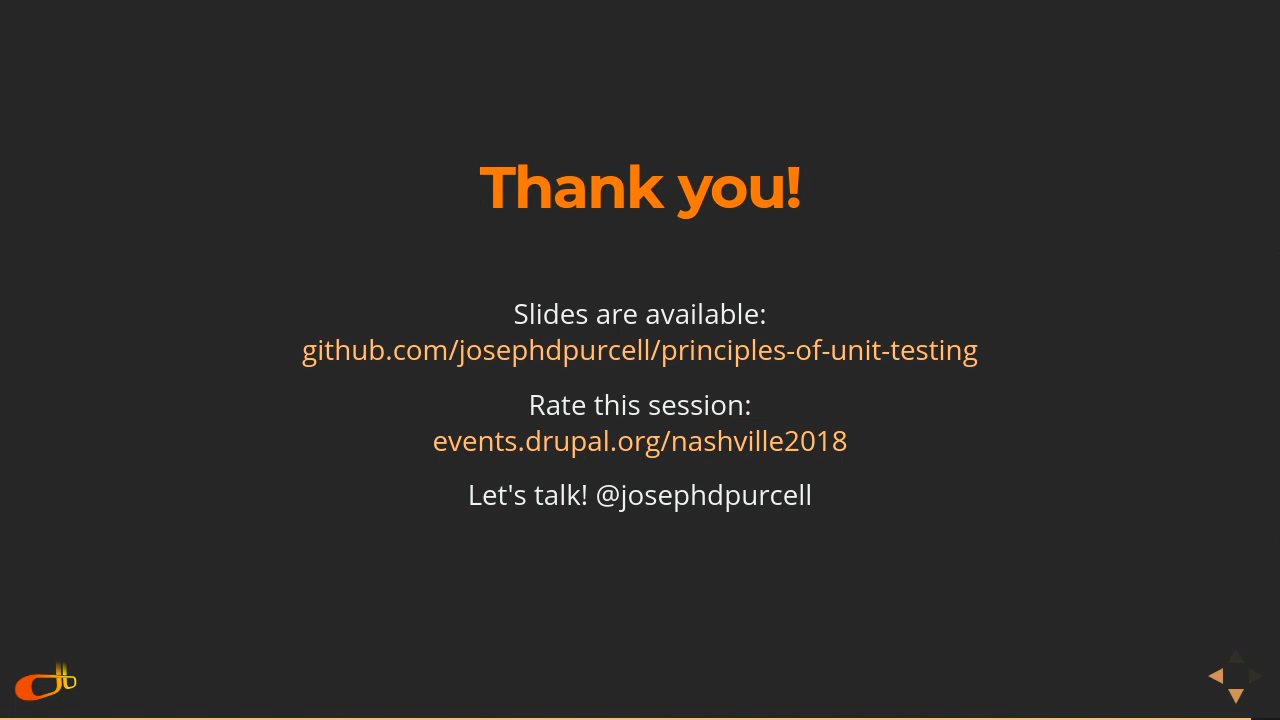 Thank you!
Slides are available:
github.com/josephdpurcell/principles-of-unit-testing
Rate this session:
events.drupal.org/nashville2018
Let's talk! @josephdpurcell